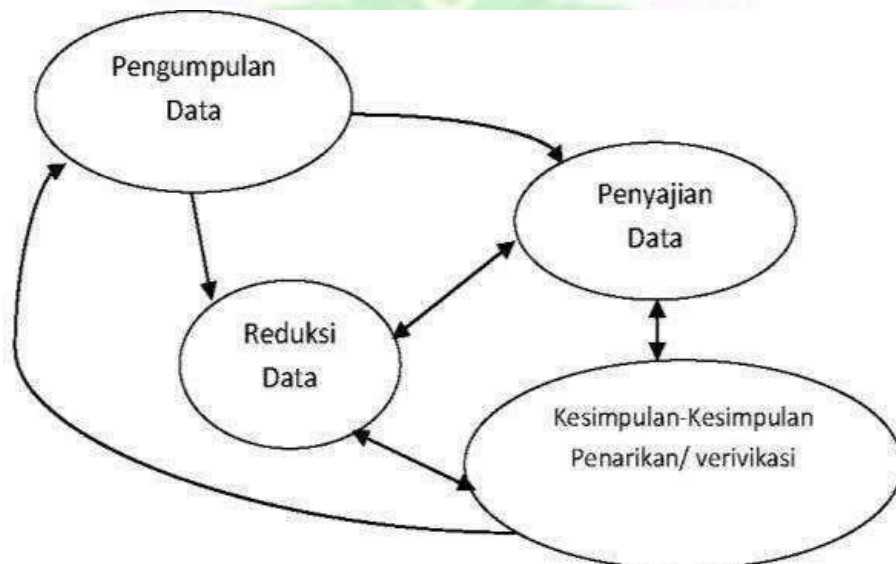 Pengumpulan
Data
Penyajian
Data
Reduksi
Data
Kesimpulan-Kesimpulan
Penarikan/ verivikasi